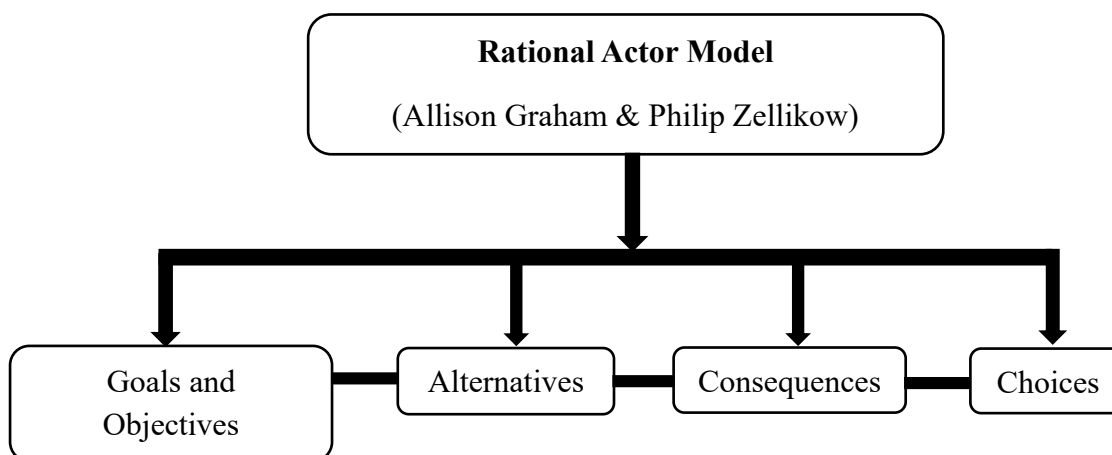 Rational Actor Model
(Allison Graham & Philip Zellikow)
Goals and
Objectives
Alternatives
Consequences
Choices